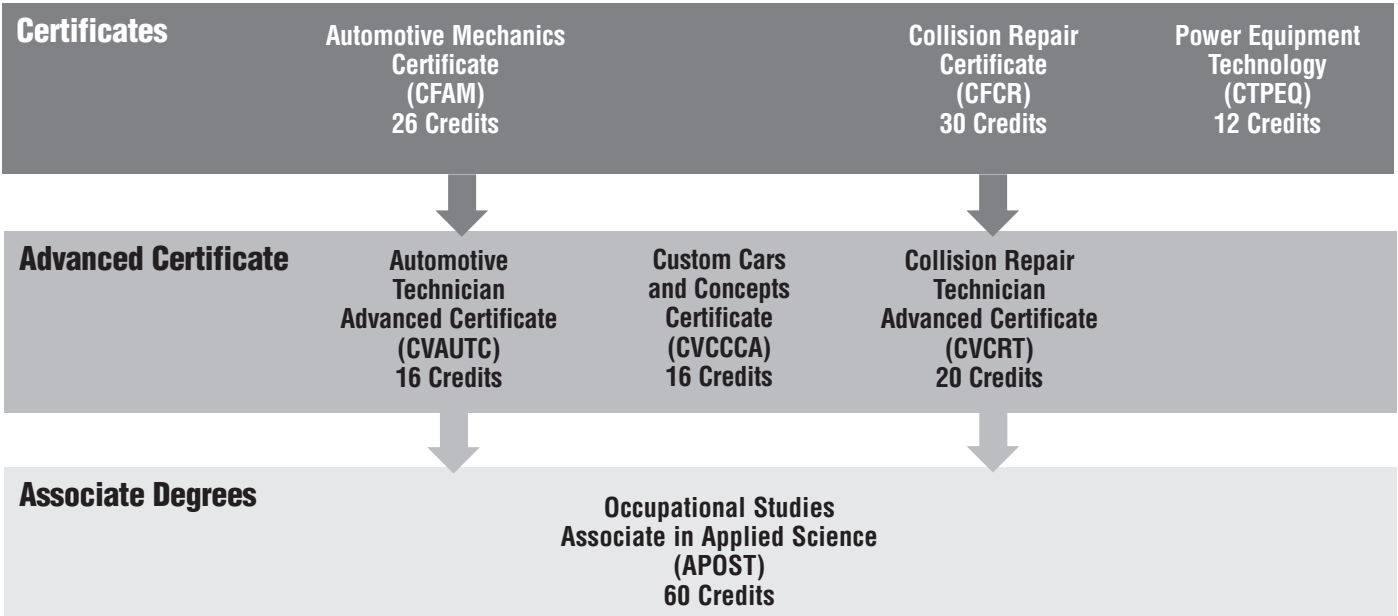 Certificates
Automotive Mechanics
Certificate
(CFAM)
26 Credits
Collision Repair
Certificate
(CFCR)
30 Credits
Power Equipment
Technology
(CTPEQ)
12 Credits
Advanced Certificate
Automotive
Technician
Advanced Certificate
(CVAUTC)
16 Credits
Custom Cars
and Concepts
Certificate
(CVCCCA)
16 Credits
Collision Repair
Technician
Advanced Certificate
(CVCRT)
20 Credits
Associate Degrees
Occupational Studies
Associate in Applied Science
(APOST)
60 Credits